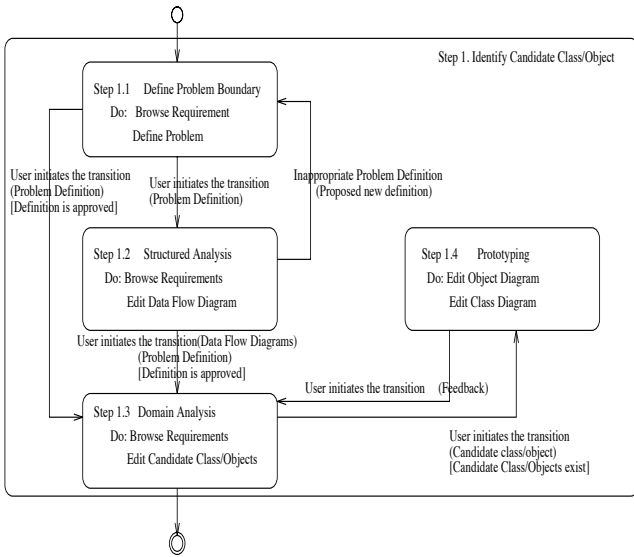 Step 1. Identify Candidate Class/Object
Step 1.1 Define Problem Boundary
Do: Browse Requirement
Define Problem
User initiates the transition
(Problem Definition)
[Definition is approved]
User initiates the transition
(Problem Definition)
Inappropriate Problem Definition
(Proposed new definition)
Step 1.2 Structured Analysis
Do: Browse Requirements
Edit Data Flow Diagram
Step 1.4 Prototyping
Do: Edit Object Diagram
Edit Class Diagram
User initiates the transition(Data Flow Diagrams)
(Problem Definition)
[Definition is approved]
User initiates the transition (Feedback)
Step 1.3 Domain Analysis
Do: Browse Requirements
Edit Candidate Class/Objects
User initiates the transition
(Candidate class/object)
[Candidate Class/Objects exist]